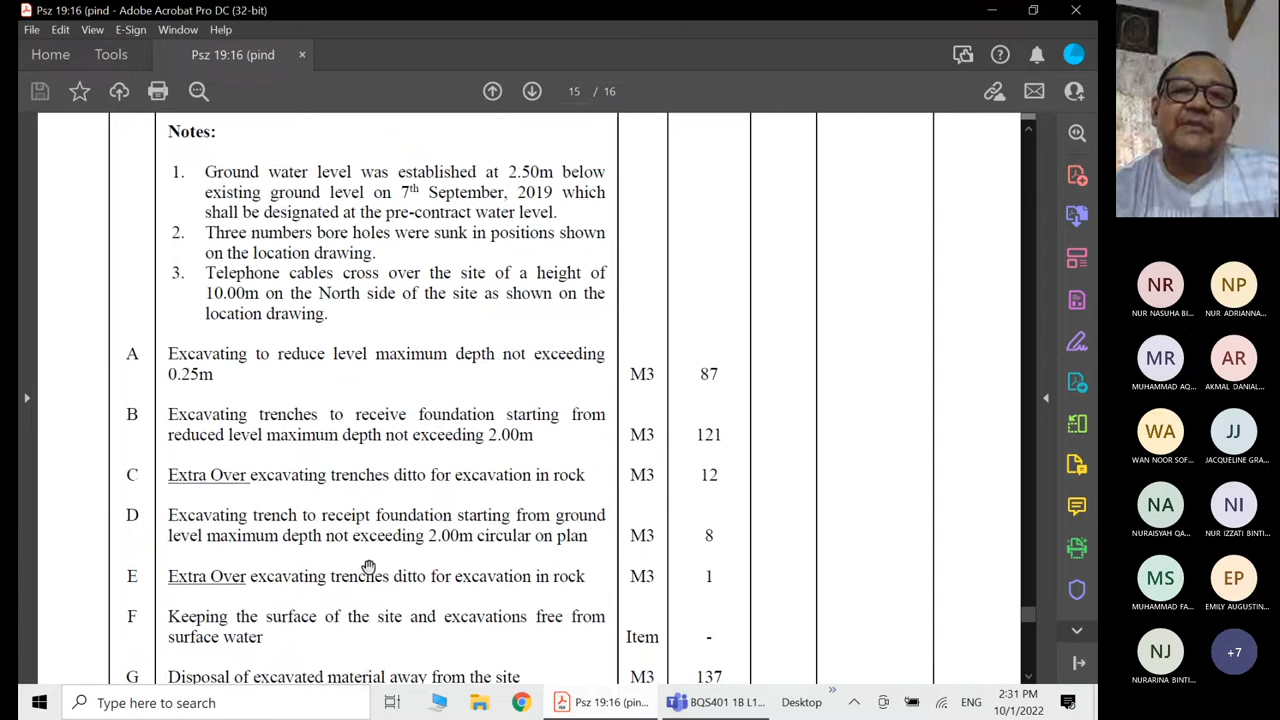 Psz 19:16 (pind - Adobe Acrobat Pro DC (32-bit)
File Edit View E-Sign Window Help
Home Tools Psz 19:16 (pind ×
15 / 16
Notes:
1. Ground water level was established at 2.50m below
existing ground level on 7th September, 2019 which
shall be designated at the pre-contract water level.
2. Three numbers bore holes were sunk in positions shown
on the location drawing.
3. Telephone cables cross over the site of a height of
10.00m on the North side of the site as shown on the
location drawing.
A Excavating to reduce level maximum depth not exceeding
0.25m M3 87
B Excavating trenches to receive foundation starting from
reduced level maximum depth not exceeding 2.00m M3 121
C Extra Over excavating trenches ditto for excavation in rock M3 12
D Excavating trench to receipt foundation starting from ground
level maximum depth not exceeding 2.00m circular on plan M3 8
E Extra Over excavating trenches ditto for excavation in rock M3 1
F Keeping the surface of the site and excavations free from
surface water Item -
G Disposal of excavated material away from the site M3 137
NR NP
NUR NASUHA BI... NUR ADRIANNA...
MR AR
MUHAMMAD AQ... AKMAL DANIAL...
WA JJ
WAN NOOR SOF... JACQUELINE GRA...
NA NI
NURAISYAH QA... NUR IZZATI BINTI...
MS EP
MUHAMMAD FA... EMILY AUGUSTIN...
NJ +7
NURARINA BINTI...
Type here to search
Psz 19:16 (pin...
BQS401 1B L1...
Desktop
ENG
2:31 PM
10/1/2022